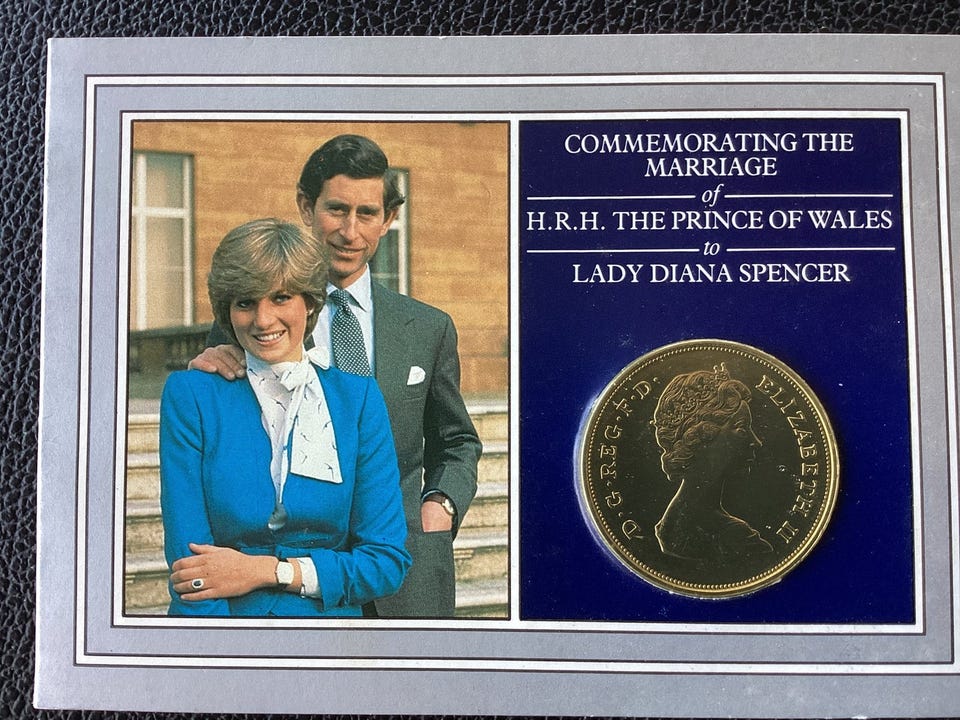 COMMEMORATING THE
MARRIAGE
of
H.R.H. THE PRINCE OF WALES
to
LADY DIANA SPENCER
·D·G·REG·F·D· ELIZABETH II